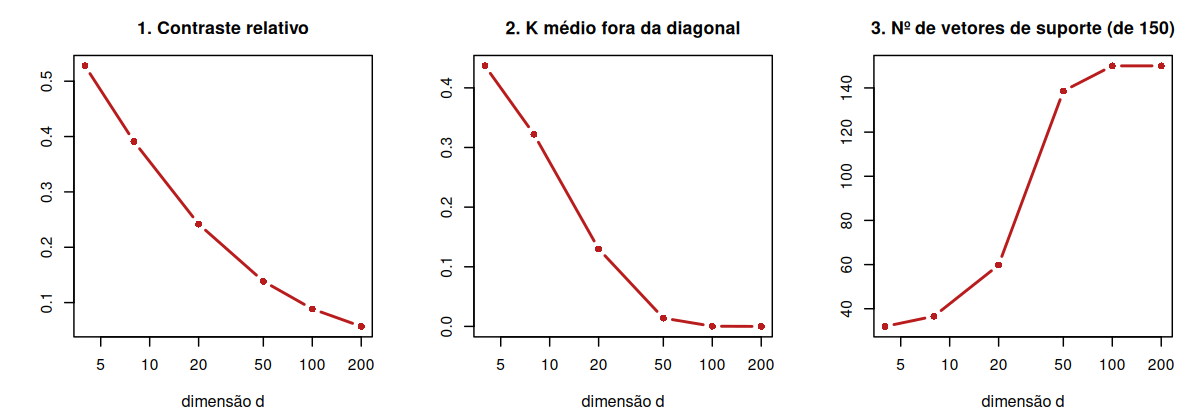 1. Contraste relativo
0.5
0.4
0.3
0.2
0.1
5 10 20 50 100 200
dimensão d
2. K médio fora da diagonal
0.4
0.3
0.2
0.1
0.0
5 10 20 50 100 200
dimensão d
3. Nº de vetores de suporte (de 150)
140
120
100
80
60
40
5 10 20 50 100 200
dimensão d